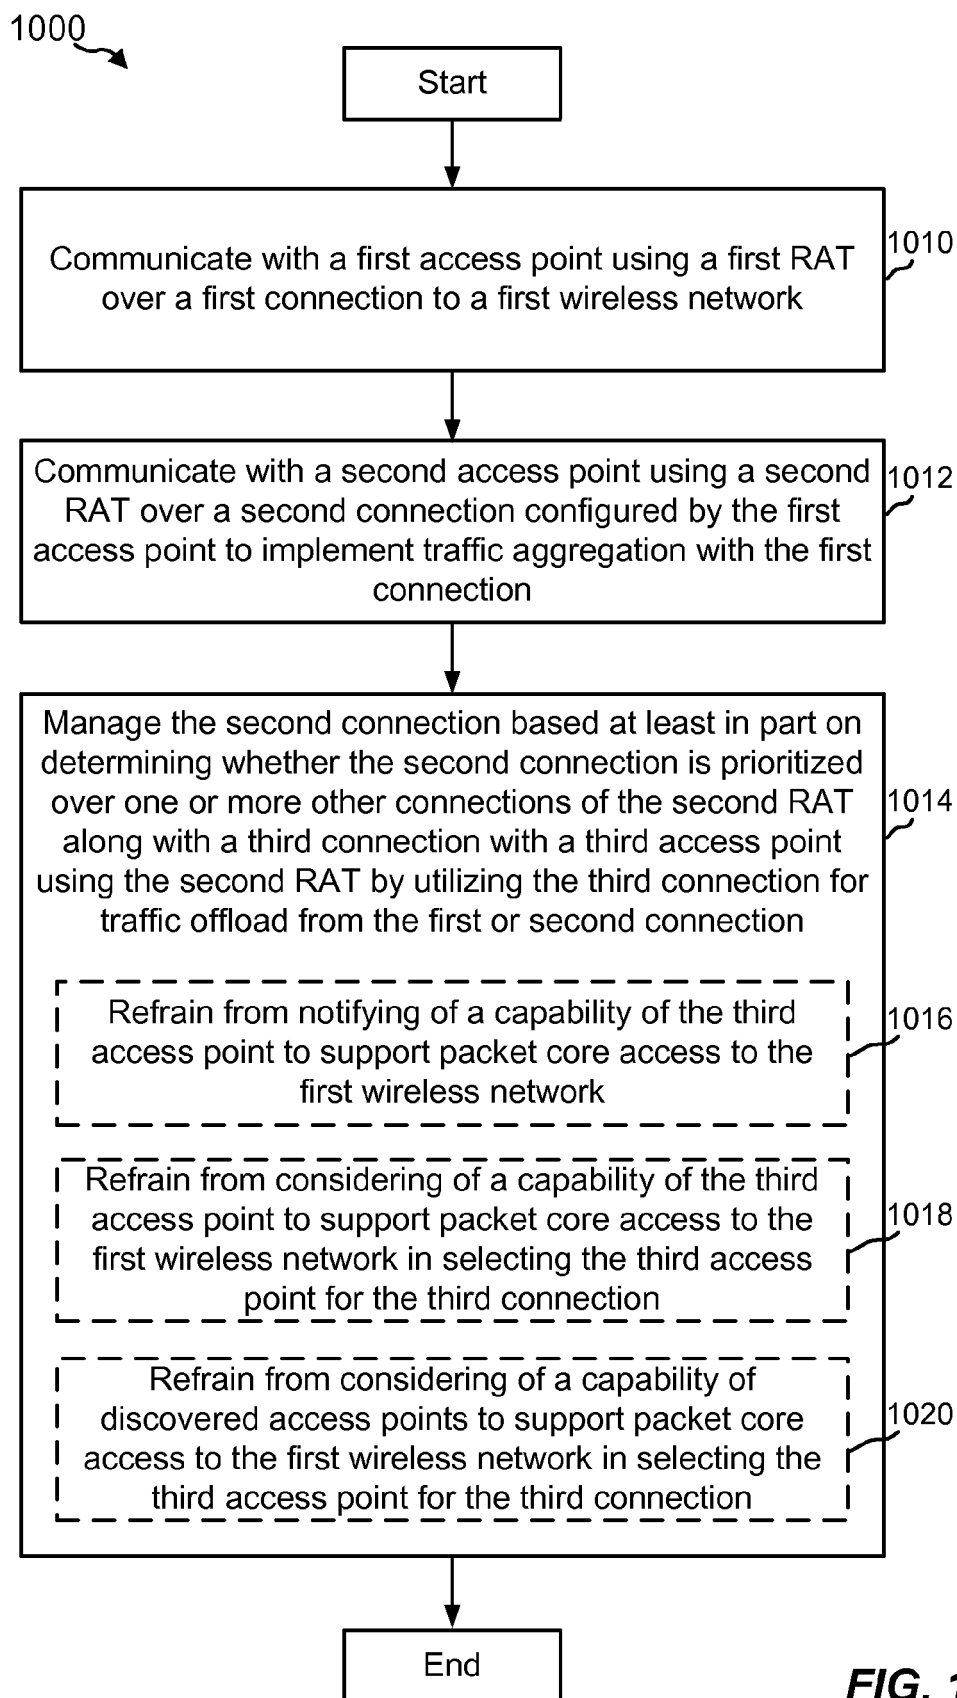 1000
Start
Communicate with a first access point using a first RAT
over a first connection to a first wireless network
1010
Communicate with a second access point using a second
RAT over a second connection configured by the first
access point to implement traffic aggregation with the first
connection
1012
Manage the second connection based at least in part on
determining whether the second connection is prioritized
over one or more other connections of the second RAT
along with a third connection with a third access point
using the second RAT by utilizing the third connection for
traffic offload from the first or second connection
1014
Refrain from notifying of a capability of the third
access point to support packet core access to the
first wireless network
1016
Refrain from considering of a capability of the third
access point to support packet core access to the
first wireless network in selecting the third access
point for the third connection
1018
Refrain from considering of a capability of
discovered access points to support packet core
access to the first wireless network in selecting the
third access point for the third connection
1020
End
FIG.